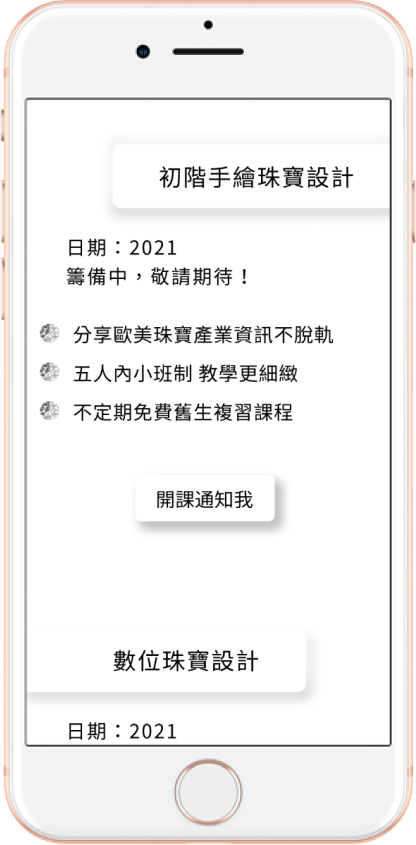 初階手繪珠寶設計
日期：2021
籌備中，敬請期待！
分享歐美珠寶產業資訊不脫軌
五人內小班制 教學更細緻
不定期免費舊生複習課程
開課通知我
數位珠寶設計
日期：2021